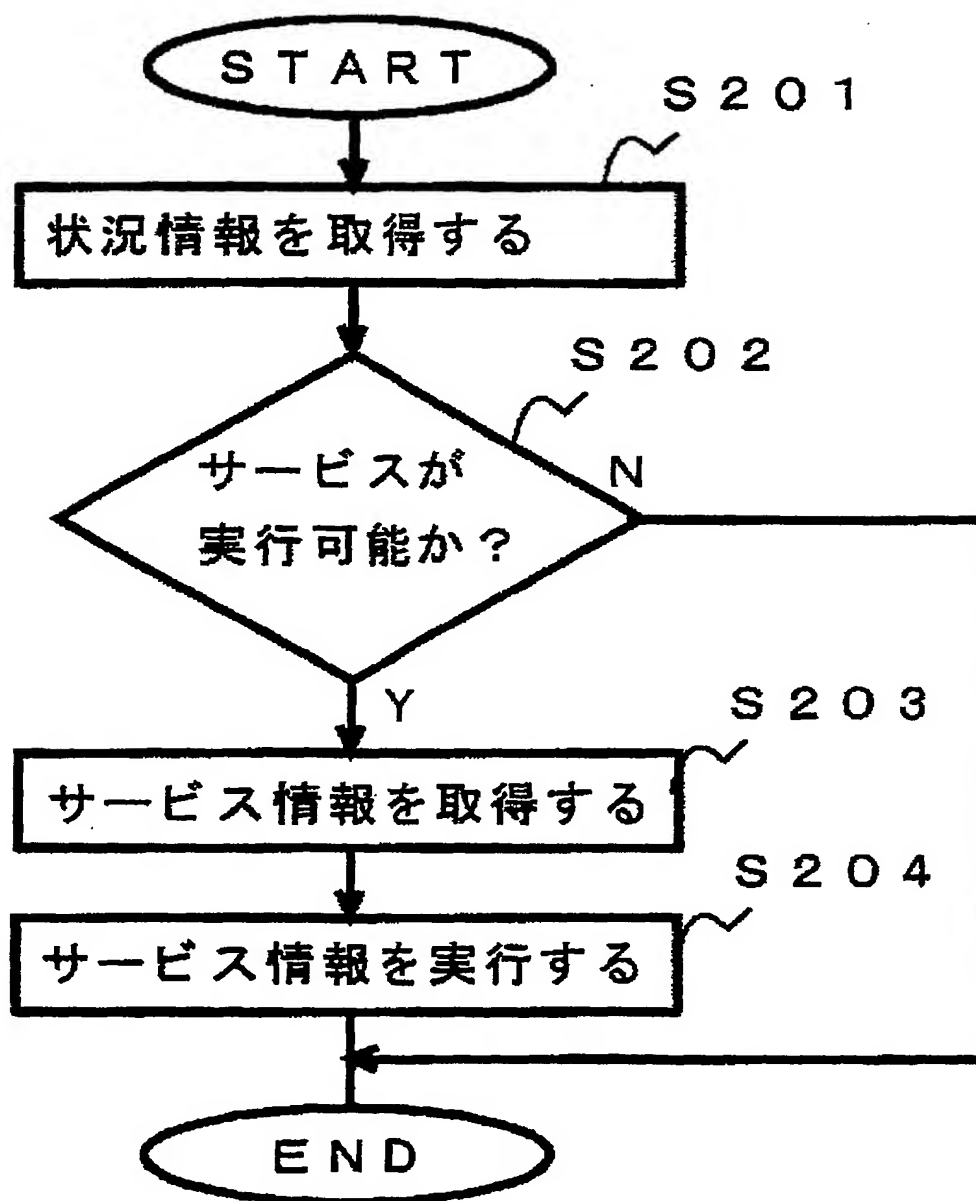 START
S201
状況情報を取得する
S202
サービスが
実行可能か？
N
Y
S203
サービス情報を取得する
S204
サービス情報を実行する
END